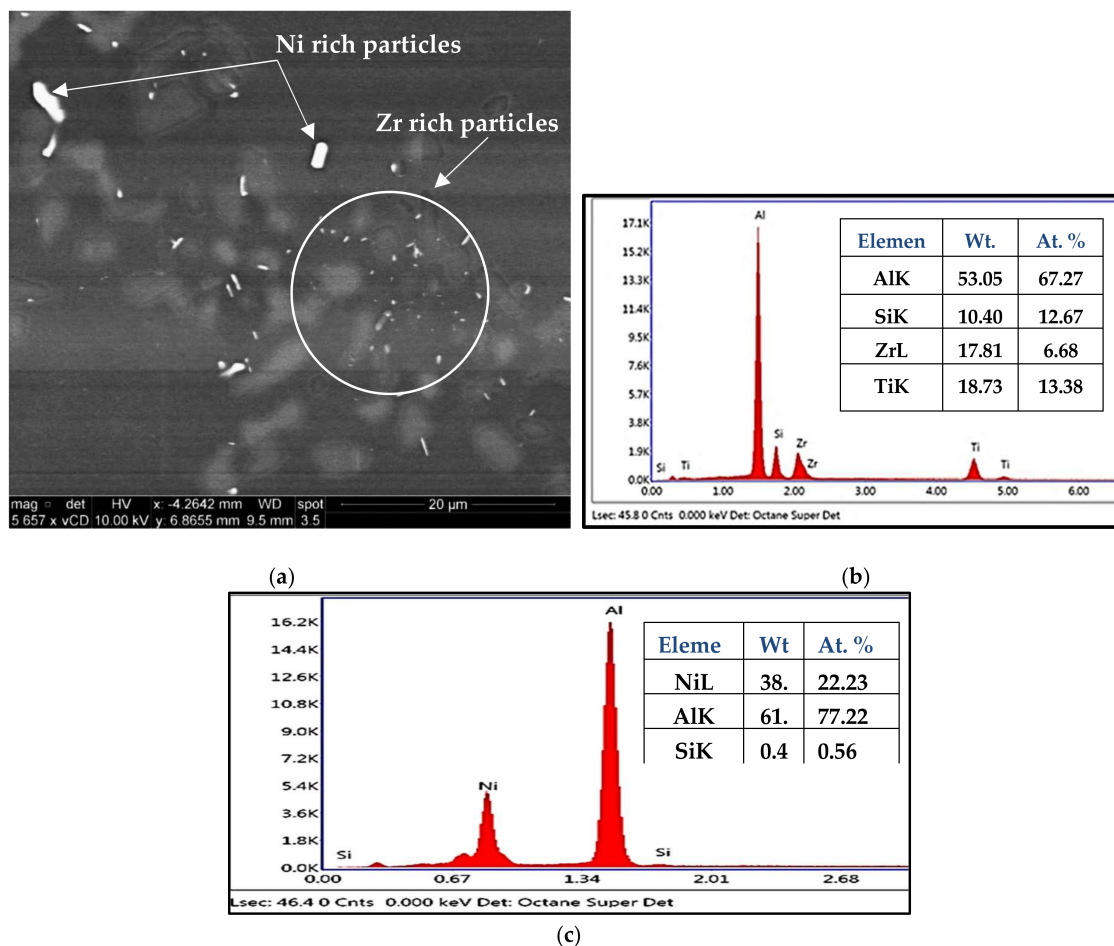 Ni rich particles
Zr rich particles
mag □ det HV x: -4.2642 mm WD spot
5 657 x vCD 10.00 kV y: 6.8655 mm 9.5 mm 3.5
20 µm
17.1K
15.2K
13.3K
11.4K
9.5K
7.6K
5.7K
3.8K
1.9K
0.0K
Al
Si
Zr
Zr
Si
Ti
Ti
Ti
0.00 1.00 2.00 3.00 4.00 5.00 6.00
Lsec: 45.8 0 Cnts 0.000 keV Det: Octane Super Det
Elemen Wt. At. %
AlK 53.05 67.27
SiK 10.40 12.67
ZrL 17.81 6.68
TiK 18.73 13.38
(a) (b)
16.2K
14.4K
12.6K
10.8K
9.0K
7.2K
5.4K
3.6K
1.8K
0.0K
Al
Ni
Si
Si
0.00 0.67 1.34 2.01 2.68
Lsec: 46.4 0 Cnts 0.000 keV Det: Octane Super Det
Eleme Wt At. %
NiL 38. 22.23
AlK 61. 77.22
SiK 0.4 0.56
(c)